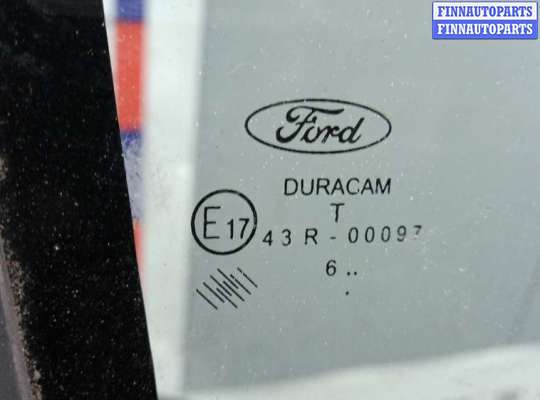 FINNAUTOPARTS
FINNAUTOPARTS
Ford
DURACAM
T
E17
43R-00097
6..
.